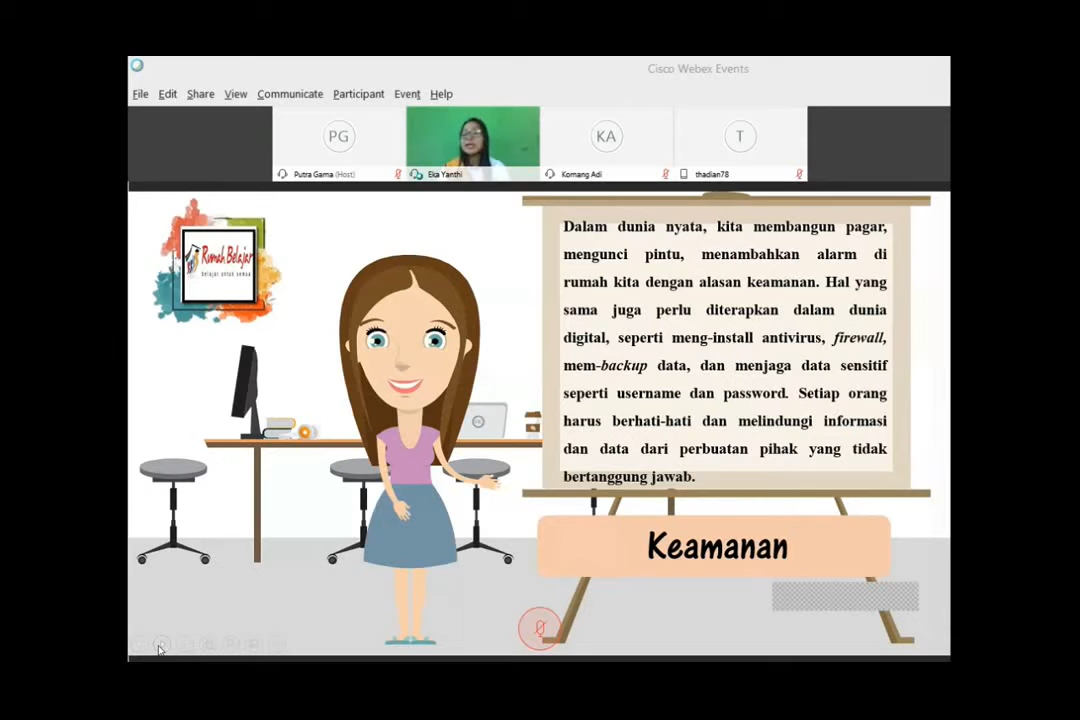 Cisco Webex Events
File Edit Share View Communicate Participant Event Help
PG
KA
T
Putra Gama (Host)
Eka Yanthi
Komang Adi
thadian78
Rumah Belajar
belajar untuk semua
Dalam dunia nyata, kita membangun pagar,
mengunci pintu, menambahkan alarm di
rumah kita dengan alasan keamanan. Hal yang
sama juga perlu diterapkan dalam dunia
digital, seperti meng-install antivirus, firewall,
mem-backup data, dan menjaga data sensitif
seperti username dan password. Setiap orang
harus berhati-hati dan melindungi informasi
dan data dari perbuatan pihak yang tidak
bertanggung jawab.
Keamanan